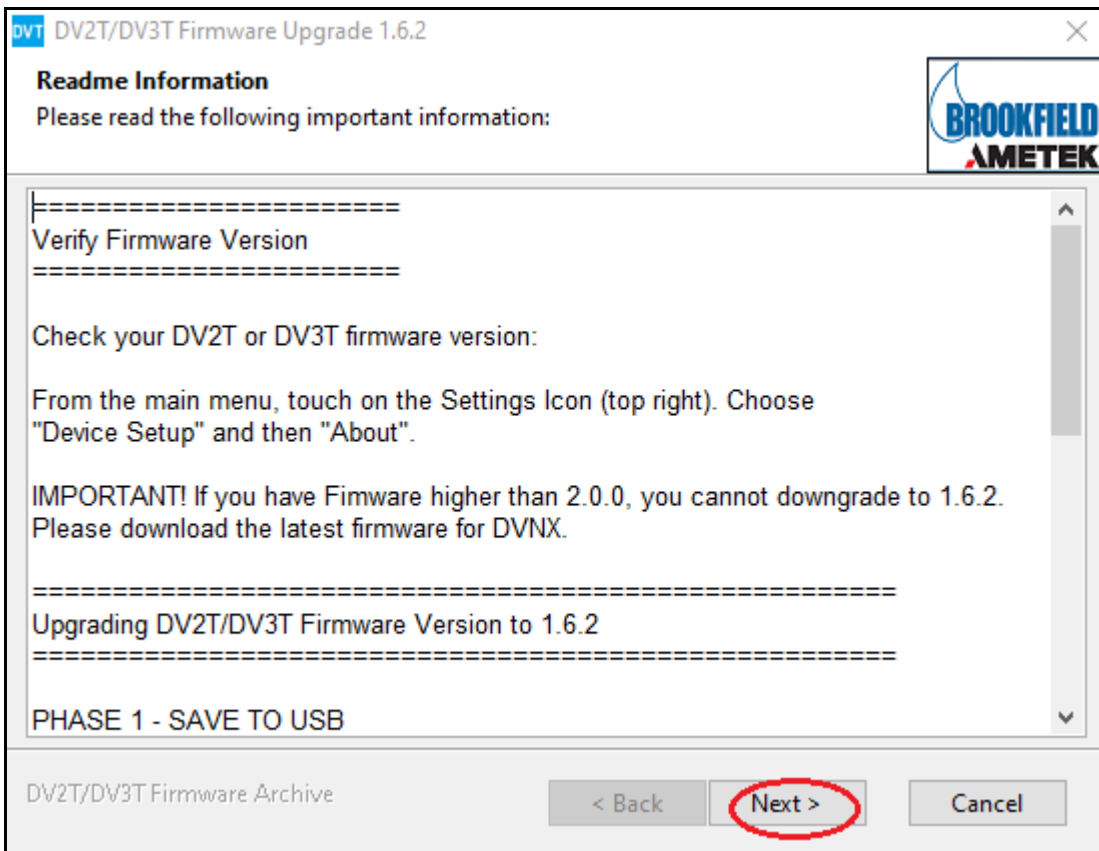 DVT DV2T/DV3T Firmware Upgrade 1.6.2
Readme Information
Please read the following important information:
BROOKFIELD
AMETEK
=======================
Verify Firmware Version
=======================
Check your DV2T or DV3T firmware version:
From the main menu, touch on the Settings Icon (top right). Choose
"Device Setup" and then "About".
IMPORTANT! If you have Fimware higher than 2.0.0, you cannot downgrade to 1.6.2.
Please download the latest firmware for DVNX.
======================================================
Upgrading DV2T/DV3T Firmware Version to 1.6.2
======================================================
PHASE 1 - SAVE TO USB
DV2T/DV3T Firmware Archive
< Back
Next >
Cancel